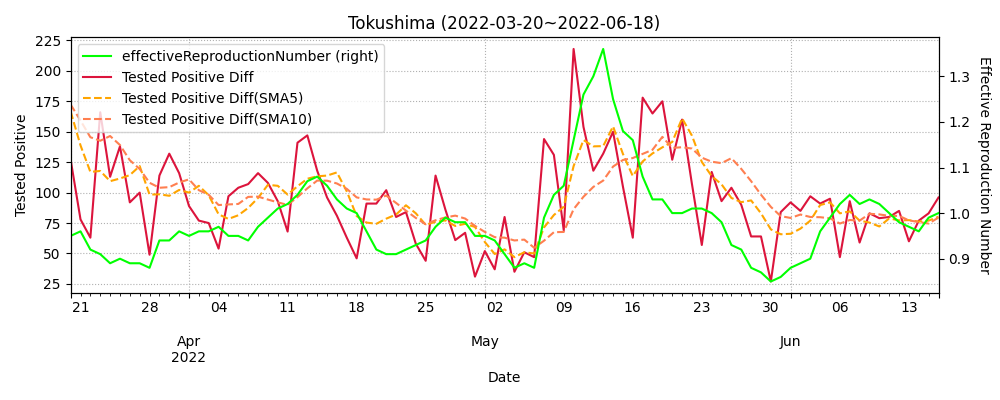 Tokushima (2022-03-20~2022-06-18)
effectiveReproductionNumber (right)
Tested Positive Diff
Tested Positive Diff(SMA5)
Tested Positive Diff(SMA10)
225
200
175
150
125
100
75
50
25
Tested Positive
1.3
1.2
1.1
1.0
0.9
Effective Reproduction Number
21 28 04 11 18 25 02 09 16 23 30 06 13
Apr May Jun
2022
Date